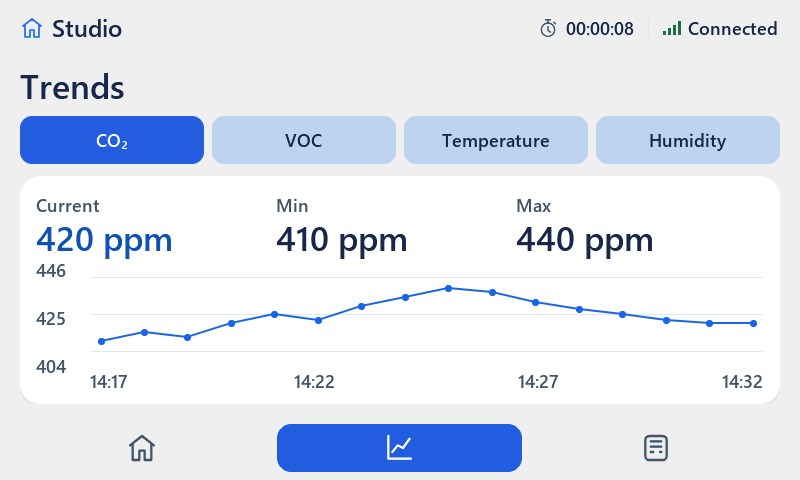 Studio
00:00:08
Connected
Trends
CO₂
VOC
Temperature
Humidity
Current
Min
Max
420 ppm
410 ppm
440 ppm
446
425
404
14:17
14:22
14:27
14:32